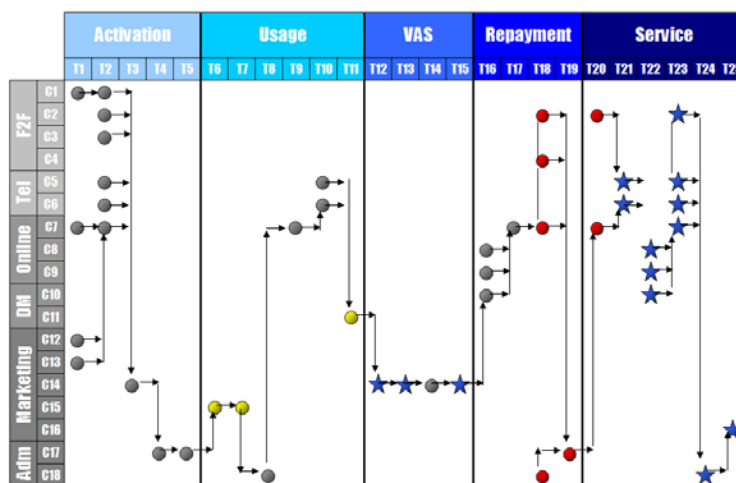 Activation Usage VAS Repayment Service
T1 T2 T3 T4 T5 T6 T7 T8 T9 T10 T11 T12 T13 T14 T15 T16 T17 T18 T19 T20 T21 T22 T23 T24
F2F
C1
C2
C3
C4
Tel
C5
C6
Online
C7
C8
C9
DM
C10
C11
Marketing
C12
C13
C14
C15
C16
Adm
C17
C18